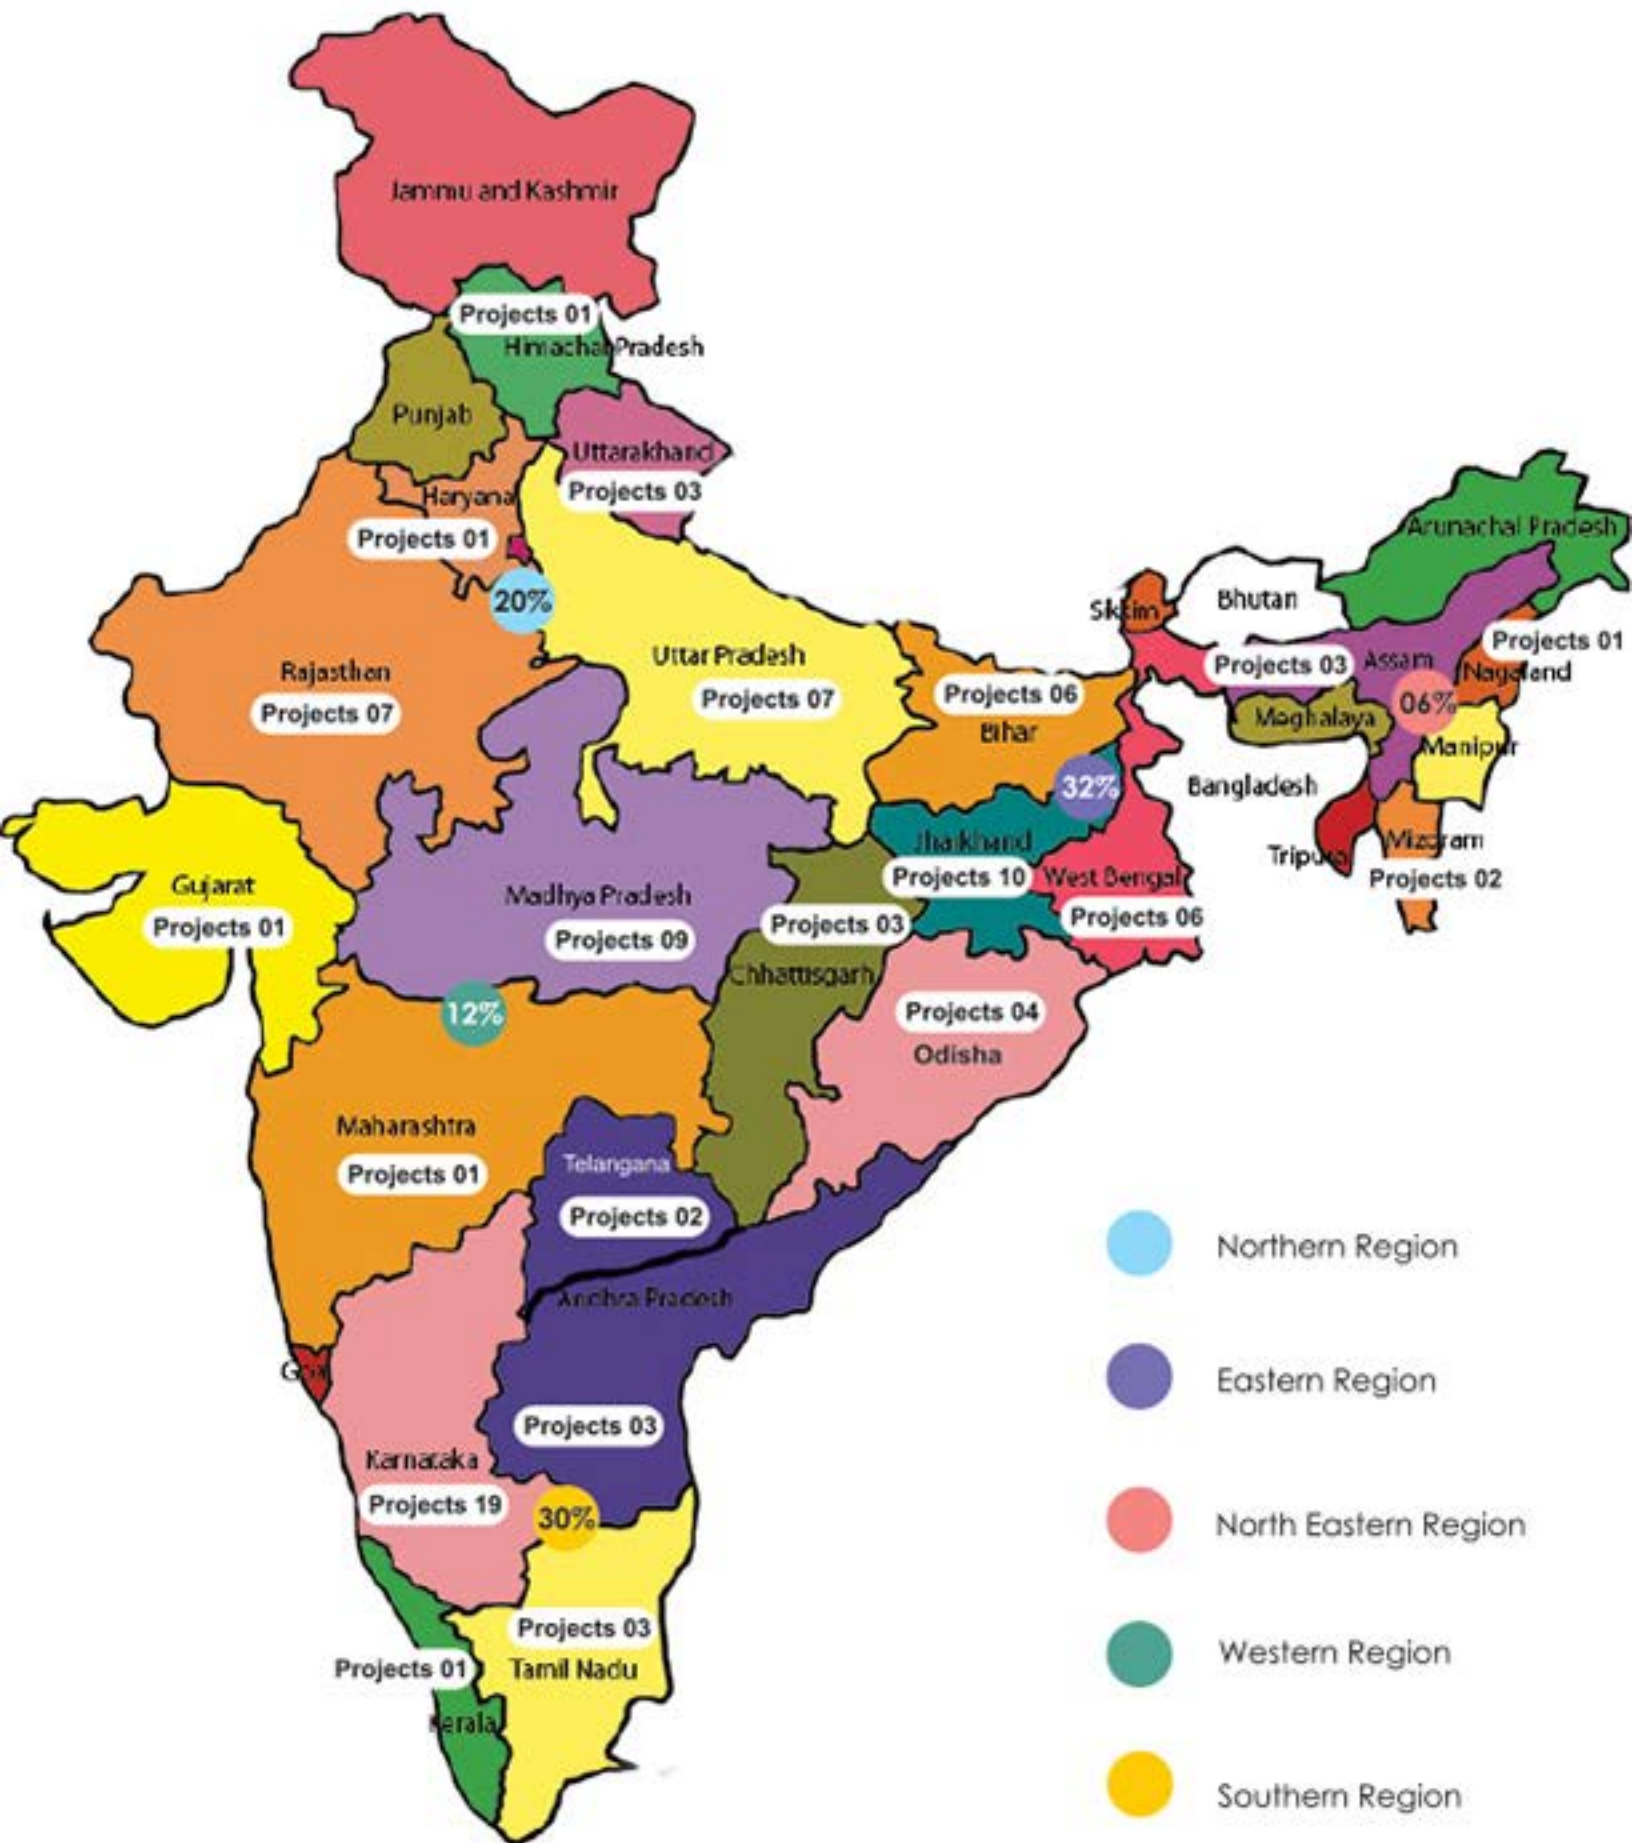 Jammu and Kashmir
Projects 01
Himachal Pradesh
Punjab
Uttarakhand
Projects 03
Haryana
Projects 01
20%
Arunachal Pradesh
Sikkim
Bhutan
Projects 01
Assam
Projects 03
Nagaland
06%
Meghalaya
Manipur
Rajasthan
Projects 07
Uttar Pradesh
Projects 07
Projects 06
Bihar
32%
Bangladesh
Tripura
Mizoram
Projects 02
Jharkhand
Projects 10
West Bengal
Projects 06
Gujarat
Projects 01
Madhya Pradesh
Projects 09
Projects 03
Chhattisgarh
12%
Projects 04
Odisha
Maharashtra
Projects 01
Telangana
Projects 02
Andhra Pradesh
Projects 03
Goa
Karnataka
Projects 19
30%
Projects 03
Tamil Nadu
Projects 01
Kerala
Northern Region
Eastern Region
North Eastern Region
Western Region
Southern Region